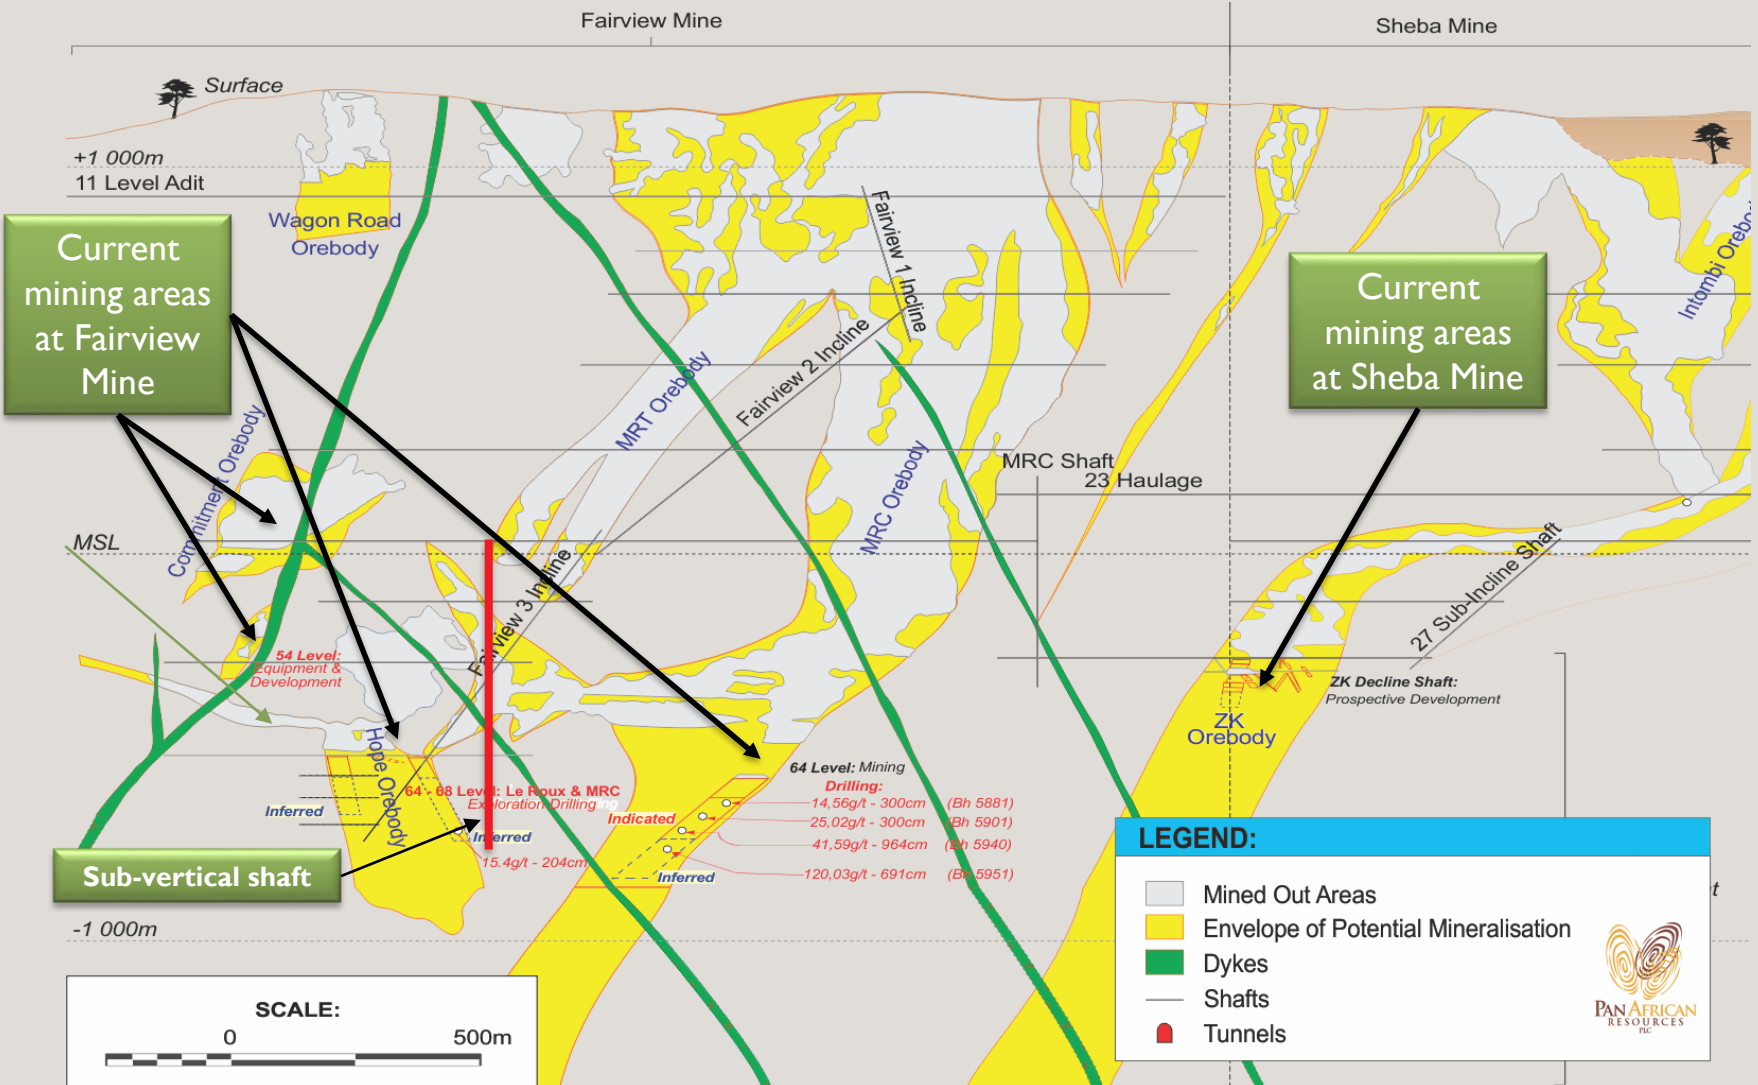 Fairview Mine
Sheba Mine
Surface
+1 000m
11 Level Adit
Wagon Road
Orebody
Current
mining areas
at Fairview
Mine
Current
mining areas
at Sheba Mine
Fairview 1 Incline
Fairview 2 Incline
MRT Orebody
MRC Orebody
Commitment Orebody
MRC Shaft
23 Haulage
MSL
Fairview 3 Incline
27 Sub-Incline Shaft
54 Level:
Equipment &
Development
ZK Decline Shaft:
Prospective Development
ZK
Orebody
Hope Orebody
64 Level: Mining
Drilling:
64 - 68 Level: Le Roux & MRC
Exploration Drilling
14,56g/t - 300cm (Bh 5881)
Inferred
Indicated
25,02g/t - 300cm (Bh 5901)
Inferred
41,59g/t - 964cm (Bh 5940)
15.4g/t - 204cm
120,03g/t - 691cm (Bh 5951)
Inferred
Sub-vertical shaft
-1 000m
LEGEND:
Mined Out Areas
Envelope of Potential Mineralisation
Dykes
Shafts
Tunnels
PAN AFRICAN
RESOURCES
PLC
SCALE:
0 500m